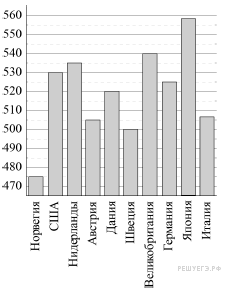 560
550
540
530
520
510
500
490
480
470
Норвегия
США
Нидерланды
Австрия
Дания
Швеция
Великобритания
Германия
Япония
Италия
РЕШУЕГЭ.РФ